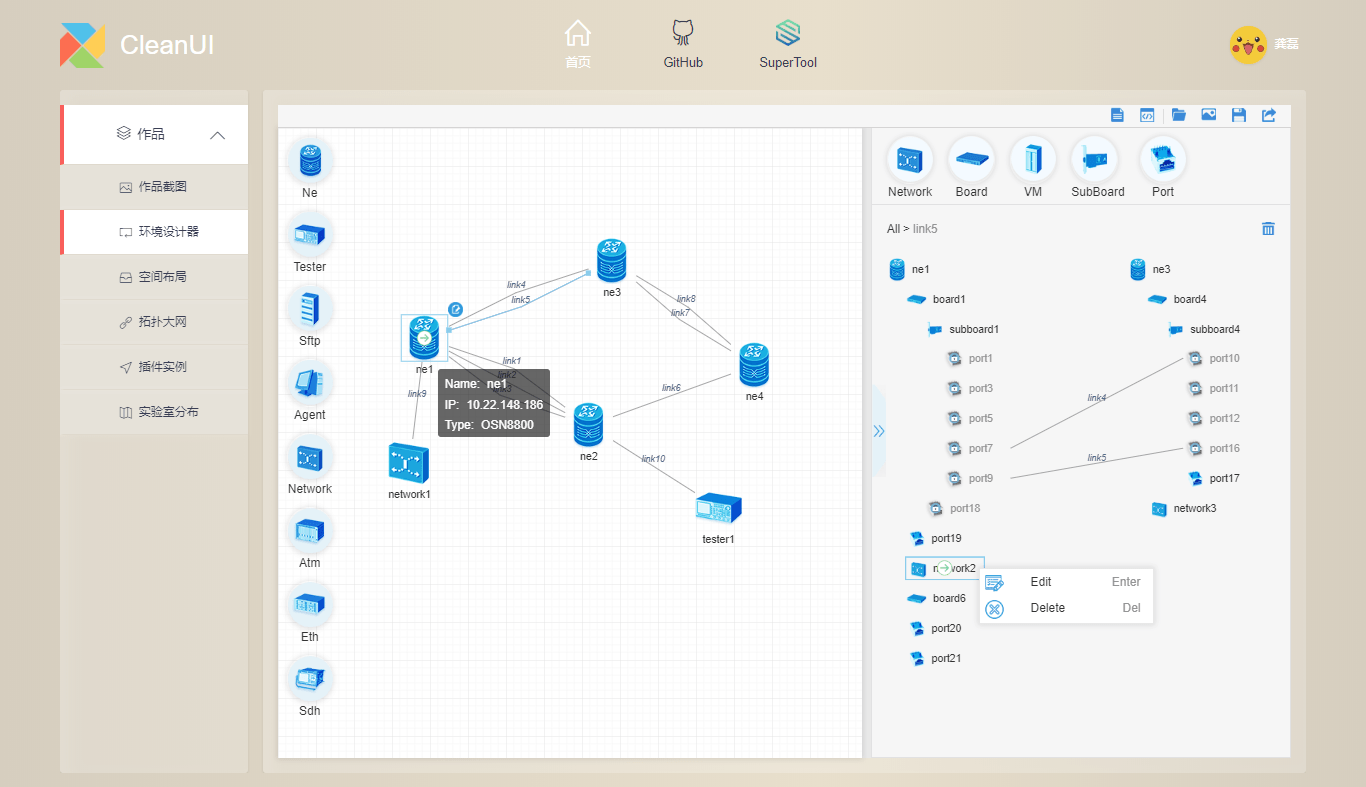 CleanUI
首页
GitHub
SuperTool
龚磊
作品
作品截图
环境设计器
空间布局
拓扑大网
插件实例
实验室分布
Ne
Tester
Sftp
Agent
Network
Atm
Eth
Sdh
link4
link5
ne3
link8
link7
ne1
link1
link2
link9
link6
ne4
Name: ne1
IP: 10.22.148.186
Type: OSN8800
ne2
link10
network1
tester1
Network
Board
VM
SubBoard
Port
All > link5
ne1
board1
subboard1
port1
port3
port5
port7
port9
port18
port19
network2
board6
port20
port21
link4
link5
ne3
board4
subboard4
port10
port11
port12
port16
port17
network3
Edit Enter
Delete Del